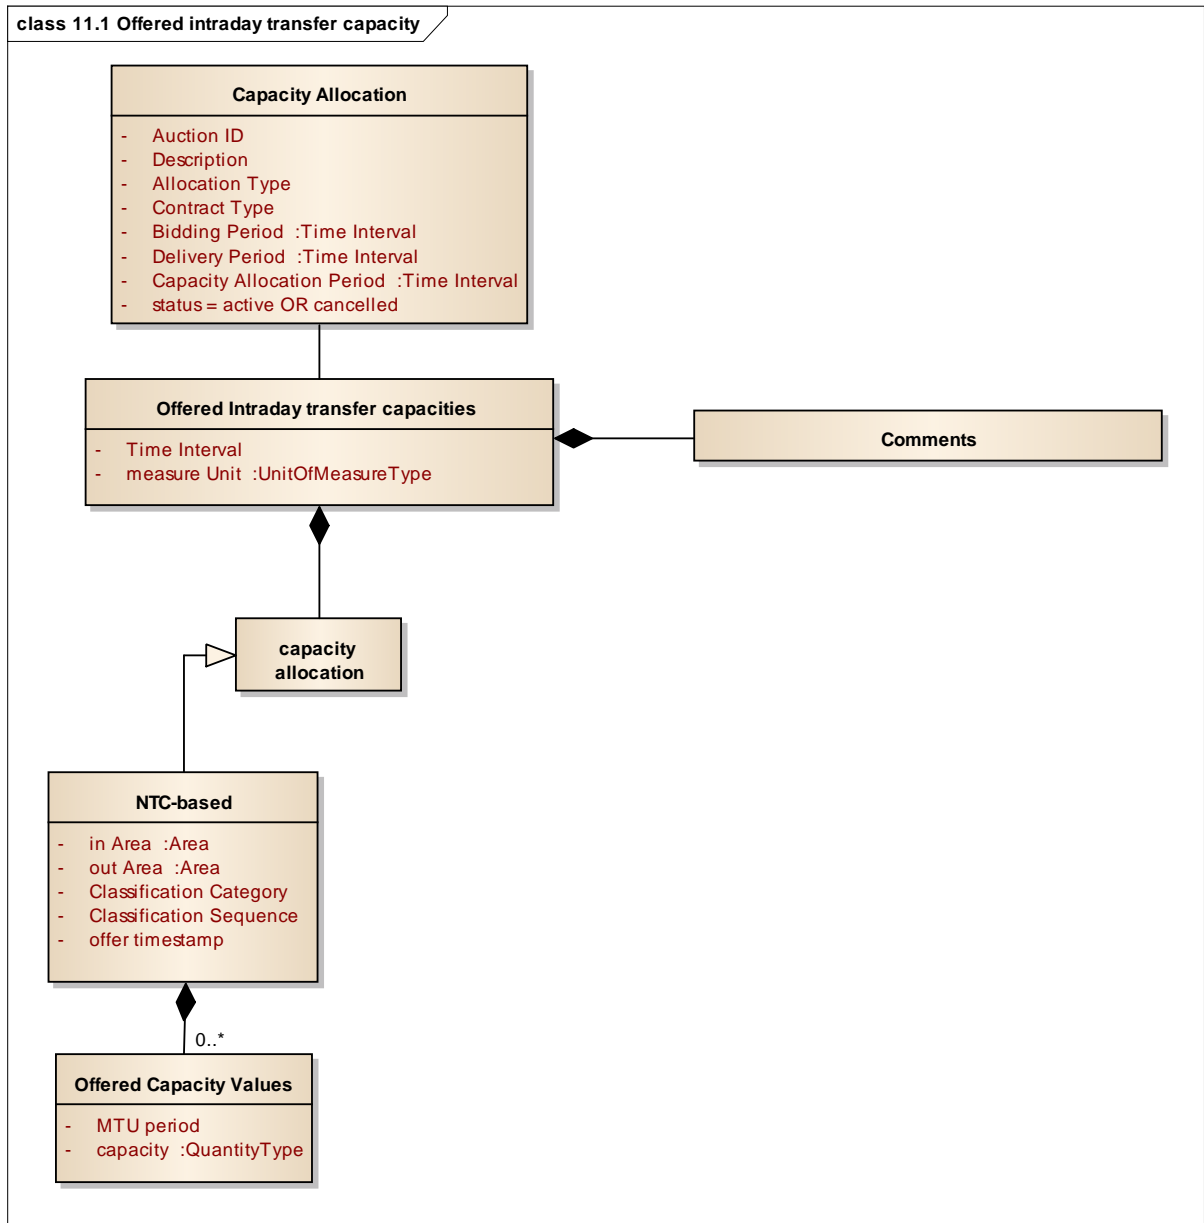 class 11.1 Offered intraday transfer capacity
Capacity Allocation
- Auction ID
- Description
- Allocation Type
- Contract Type
- Bidding Period :Time Interval
- Delivery Period :Time Interval
- Capacity Allocation Period :Time Interval
- status = active OR cancelled
Offered Intraday transfer capacities
- Time Interval
- measure Unit :UnitOfMeasureType
Comments
capacity
allocation
NTC-based
- in Area :Area
- out Area :Area
- Classification Category
- Classification Sequence
- offer timestamp
0..*
Offered Capacity Values
- MTU period
- capacity :QuantityType